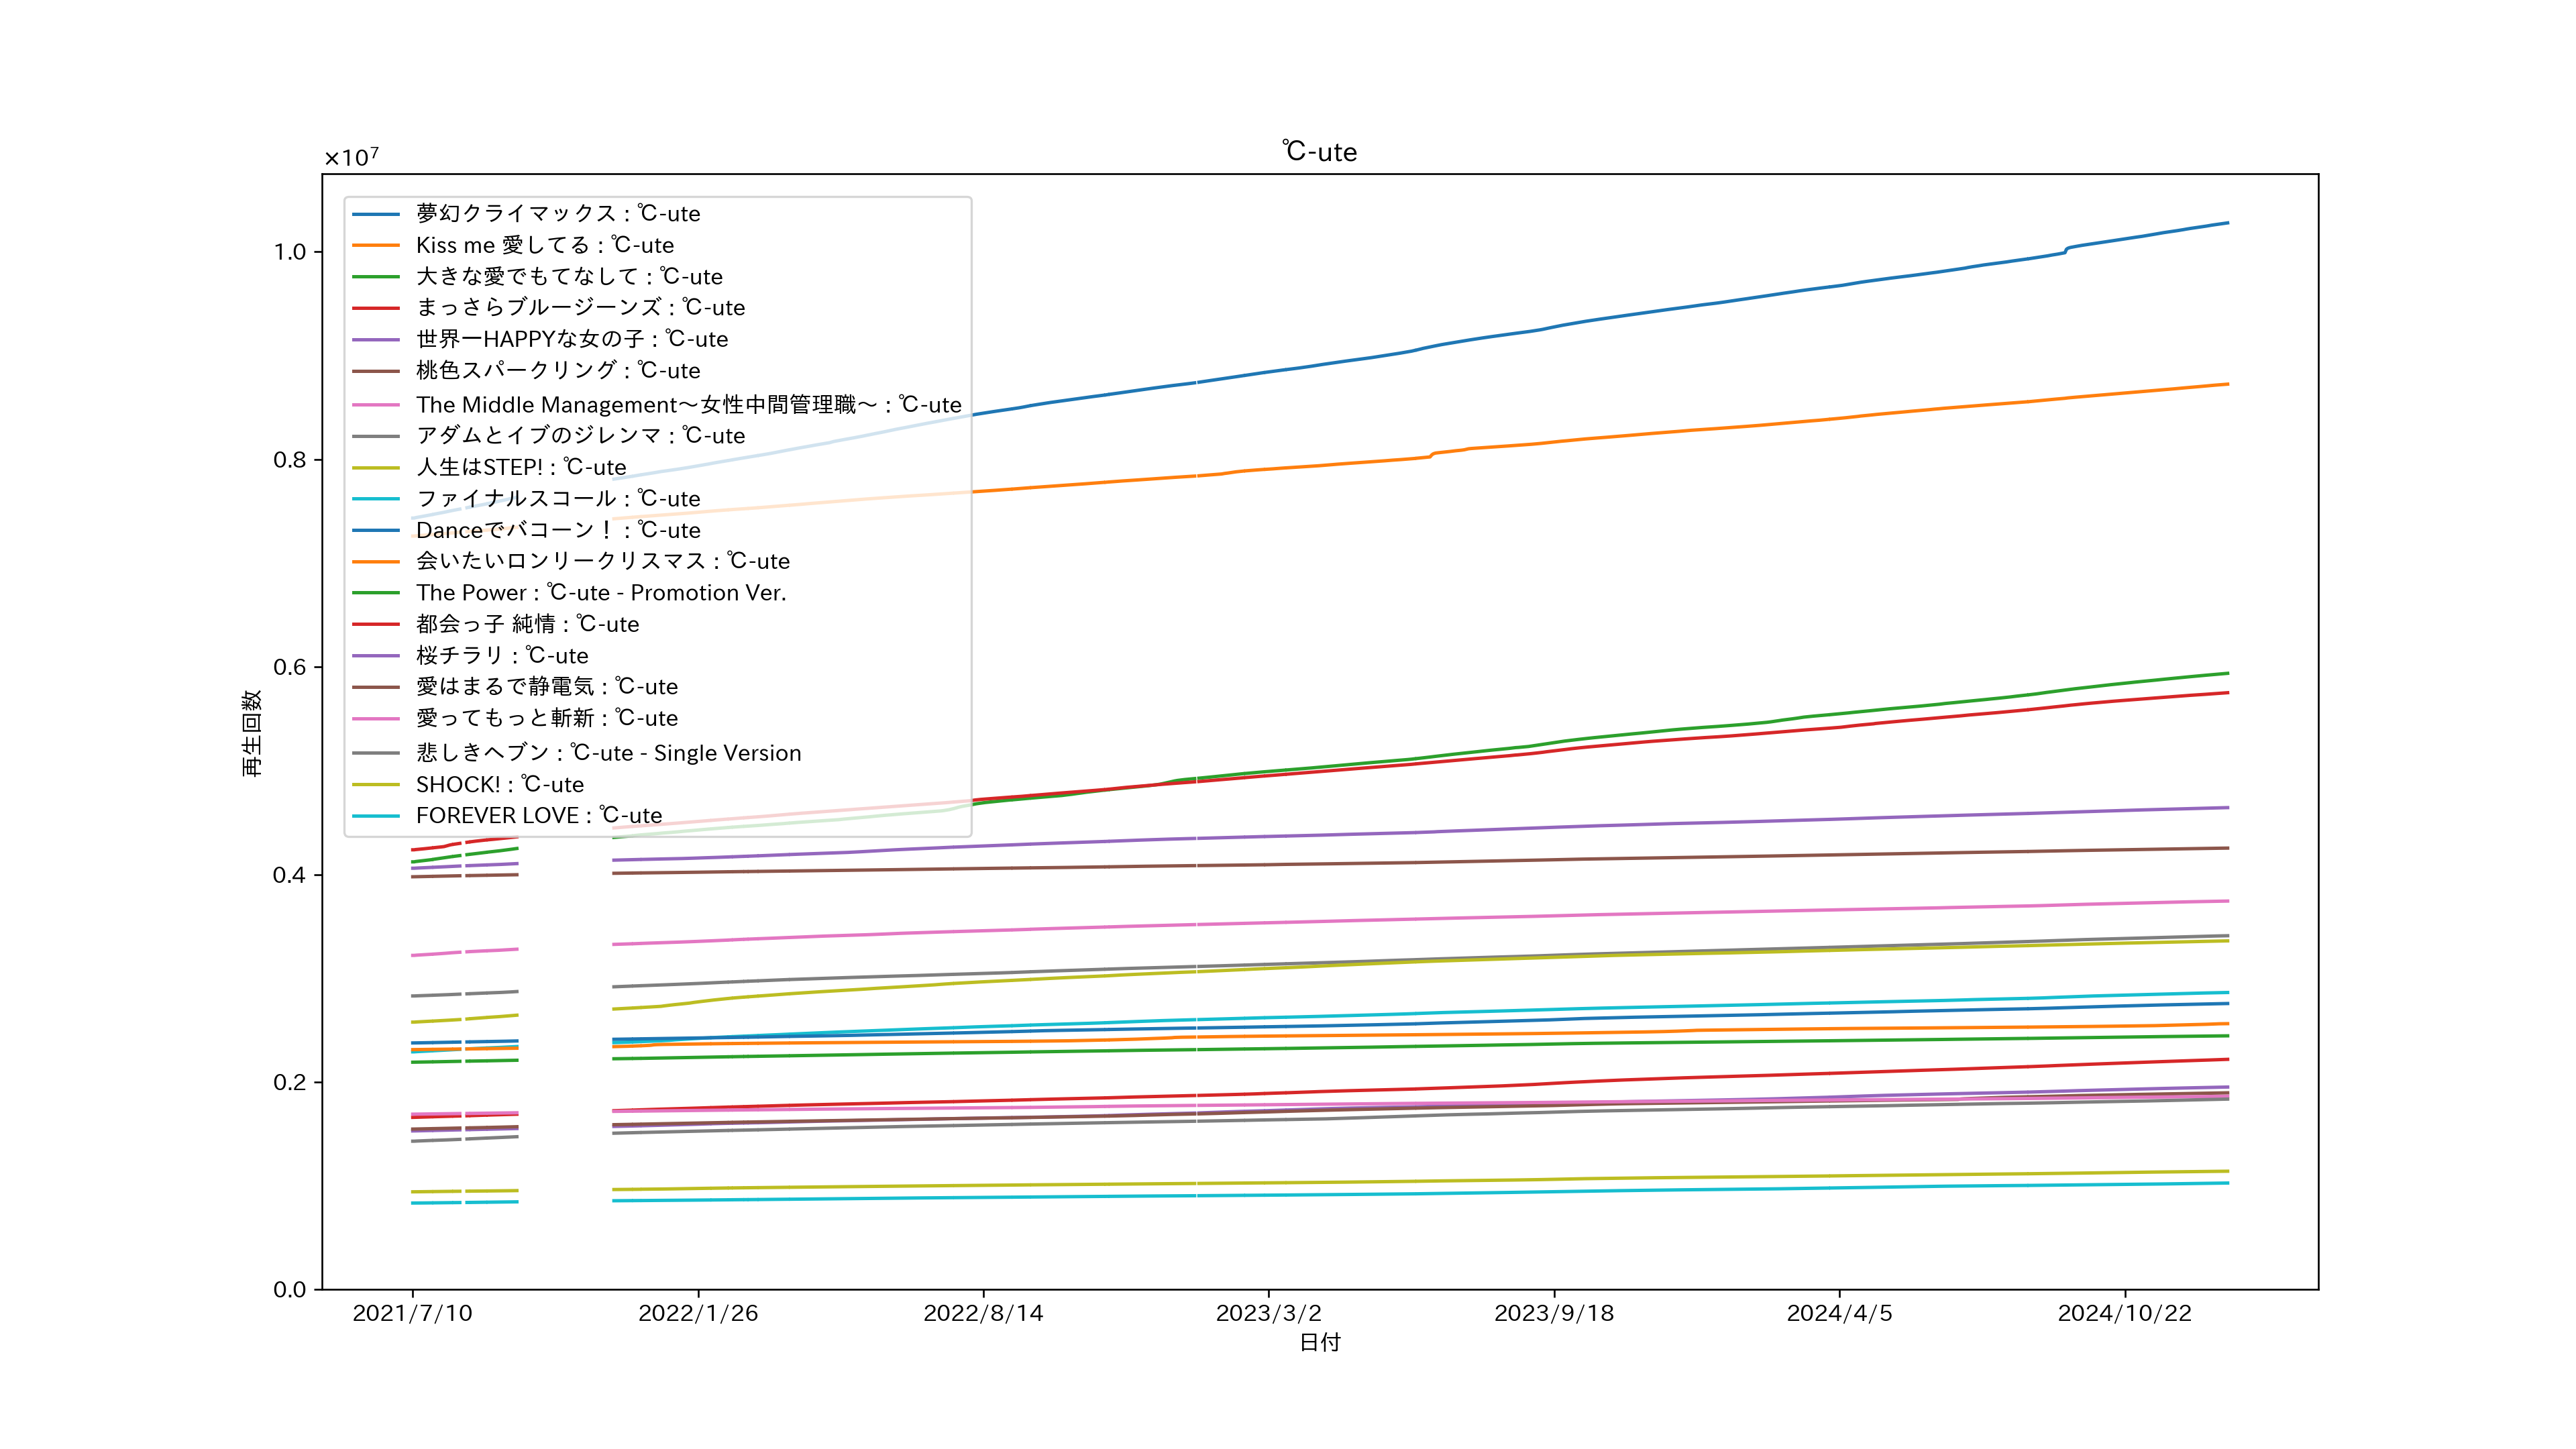 ℃-ute
×10⁷
夢幻クライマックス : ℃-ute
Kiss me 愛してる : ℃-ute
大きな愛でもてなして : ℃-ute
まっさらブルージーンズ : ℃-ute
世界一HAPPYな女の子 : ℃-ute
桃色スパークリング : ℃-ute
The Middle Management～女性中間管理職～ : ℃-ute
アダムとイブのジレンマ : ℃-ute
人生はSTEP! : ℃-ute
ファイナルスコール : ℃-ute
Danceでバコーン！ : ℃-ute
会いたいロンリークリスマス : ℃-ute
The Power : ℃-ute - Promotion Ver.
都会っ子 純情 : ℃-ute
桜チラリ : ℃-ute
愛はまるで静電気 : ℃-ute
愛ってもっと斬新 : ℃-ute
悲しきヘブン : ℃-ute - Single Version
SHOCK! : ℃-ute
FOREVER LOVE : ℃-ute
1.0
0.8
0.6
0.4
0.2
0.0
再生回数
2021/7/10 2022/1/26 2022/8/14 2023/3/2 2023/9/18 2024/4/5 2024/10/22
日付